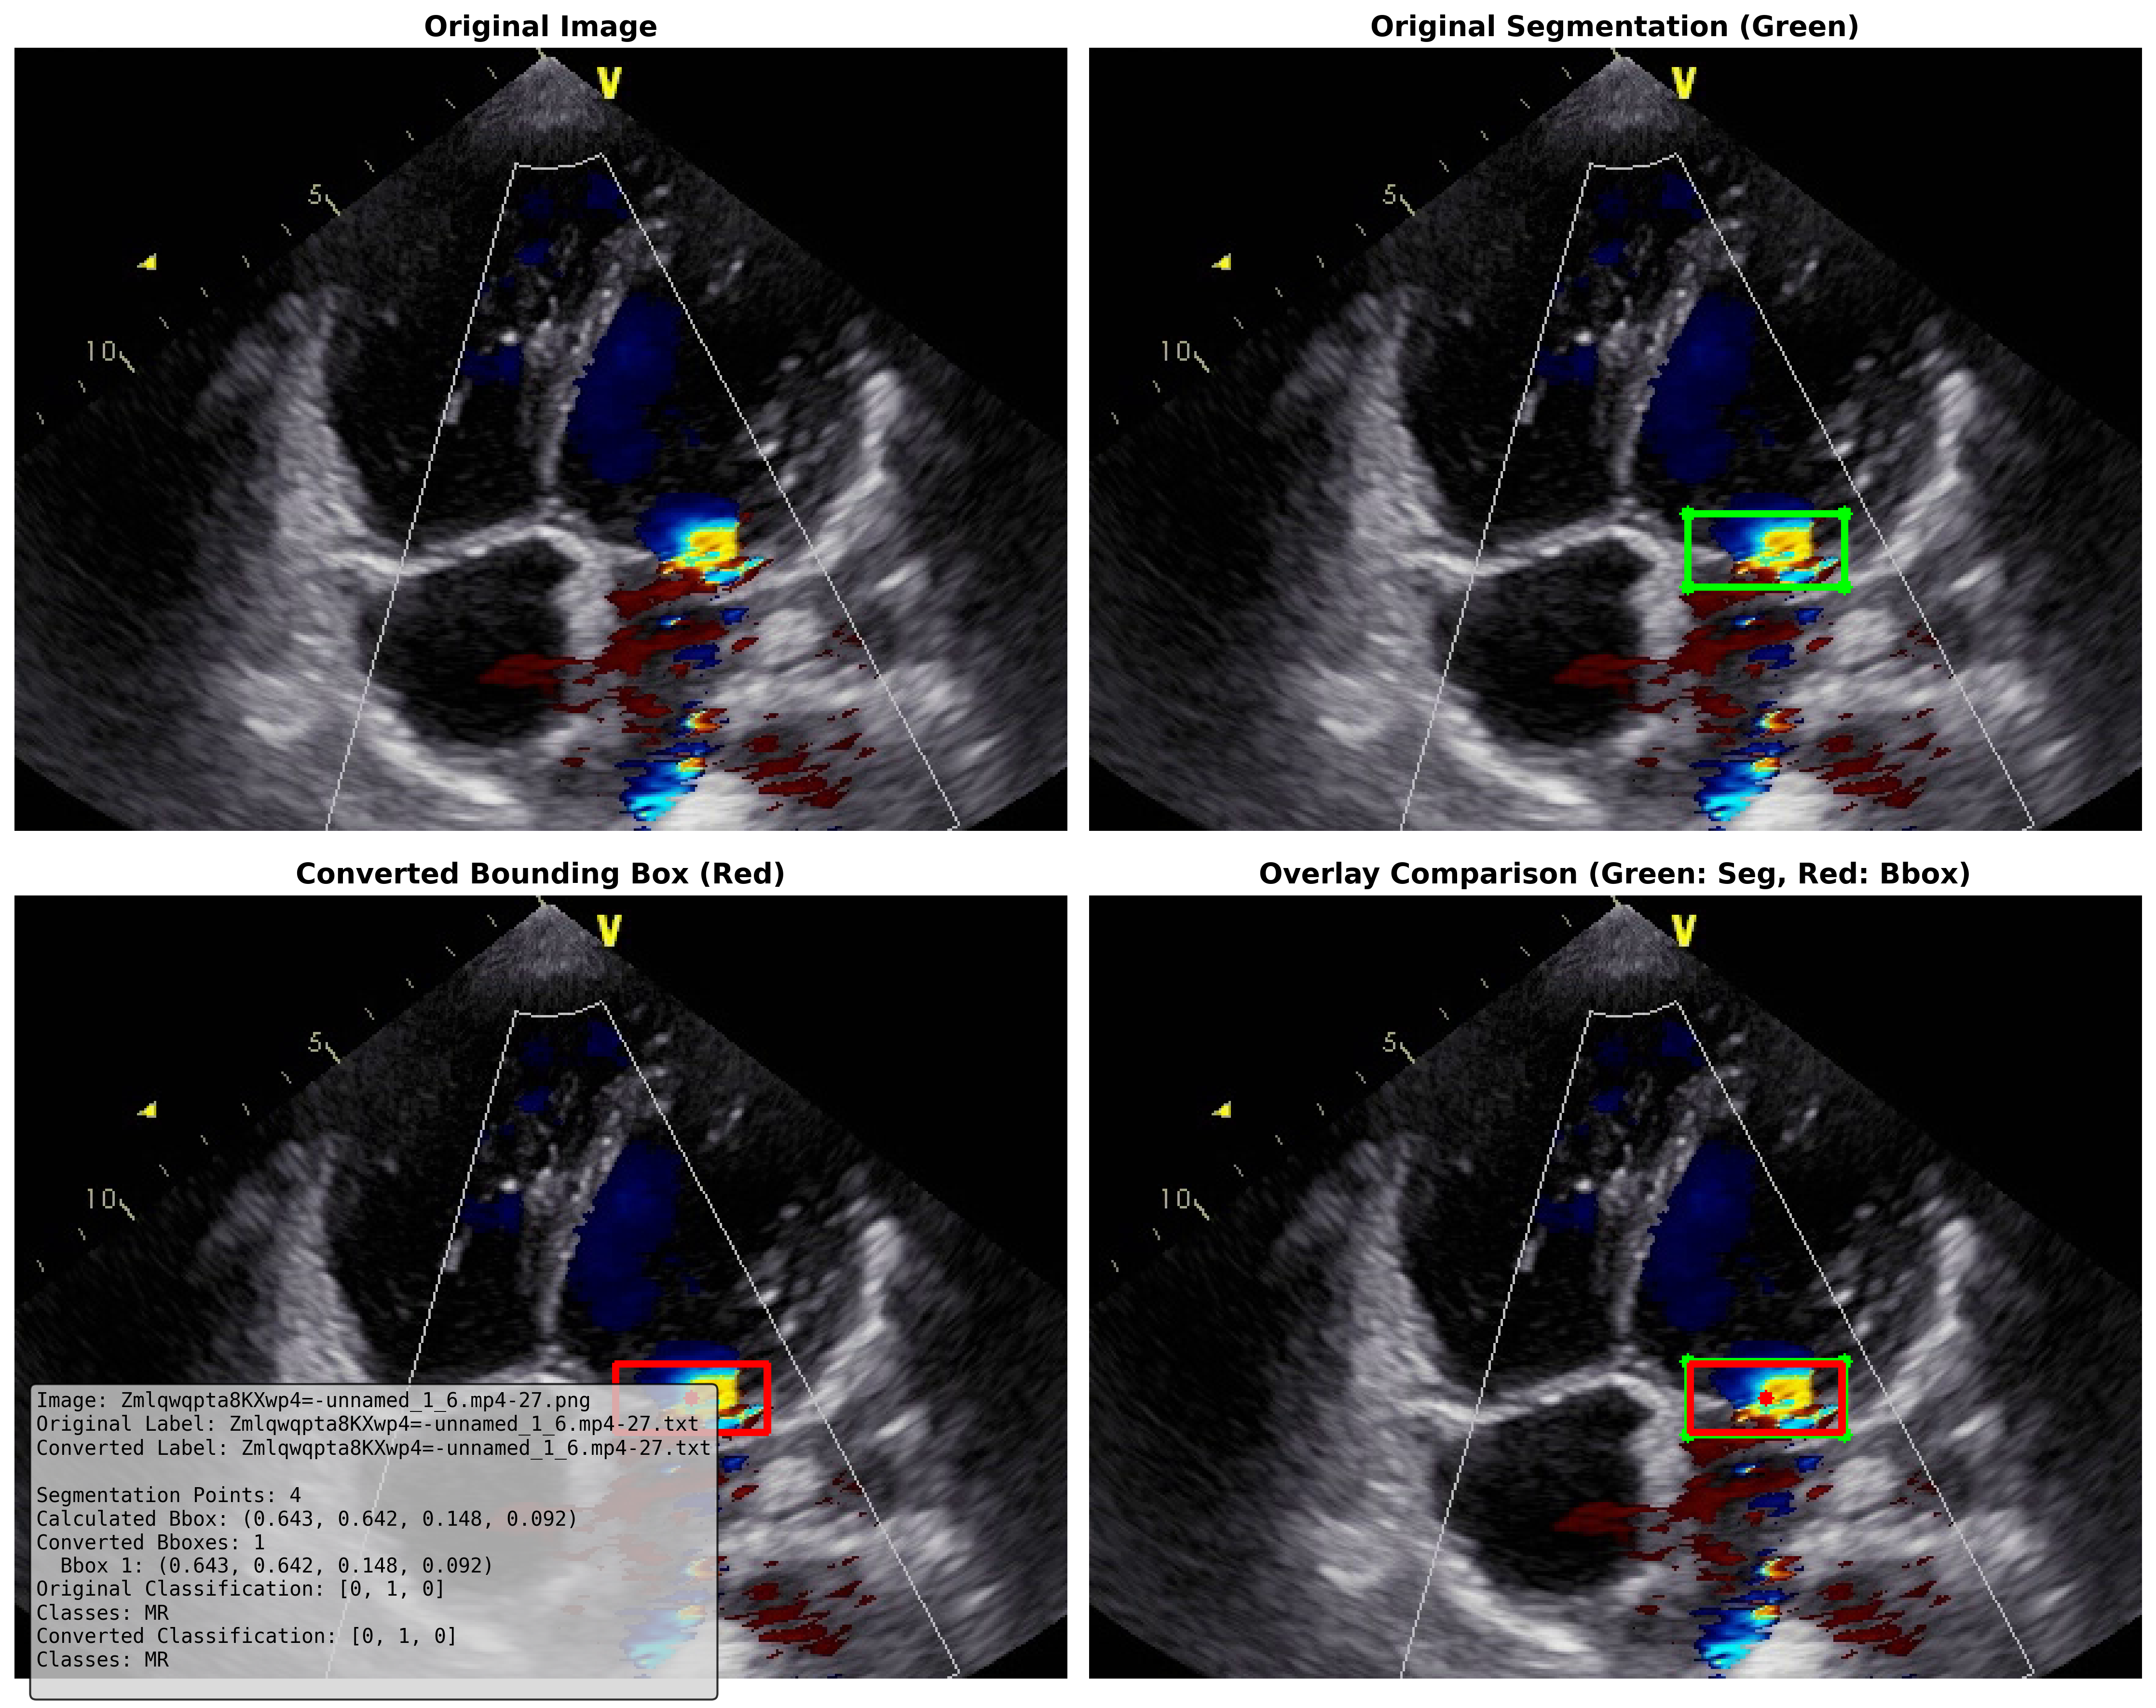 Original Image
Original Segmentation (Green)
V
5
10
V
5
10
Converted Bounding Box (Red)
Overlay Comparison (Green: Seg, Red: Bbox)
V
5
10
V
5
10
Image: Zmlqwqpta8KXwp4=-unnamed_1_6.mp4-27.png
Original Label: Zmlqwqpta8KXwp4=-unnamed_1_6.mp4-27.txt
Converted Label: Zmlqwqpta8KXwp4=-unnamed_1_6.mp4-27.txt
Segmentation Points: 4
Calculated Bbox: (0.643, 0.642, 0.148, 0.092)
Converted Bboxes: 1
Bbox 1: (0.643, 0.642, 0.148, 0.092)
Original Classification: [0, 1, 0]
Classes: MR
Converted Classification: [0, 1, 0]
Classes: MR